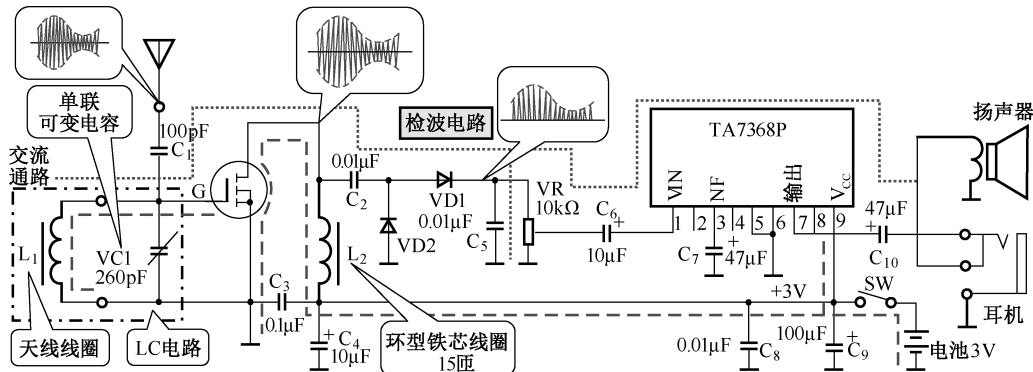 单联
可变电容
100pF
C1
交流
通路
G
L1
VC1
260pF
天线线圈
LC电路
C3
0.1μF
C4
10μF
L2
环型铁芯线圈
15匝
0.01μF
C2
检波电路
VD1
VD2
0.01μF
C5
VR
10kΩ
C6
+
10μF
TA7368P
VIN
NF
输出
VCC
1 2 3 4 5 6 7 8 9
C7
+
47μF
47μF
+
C10
扬声器
耳机
+3V
SW
0.01μF
C8
100μF
+
C9
电池3V
+